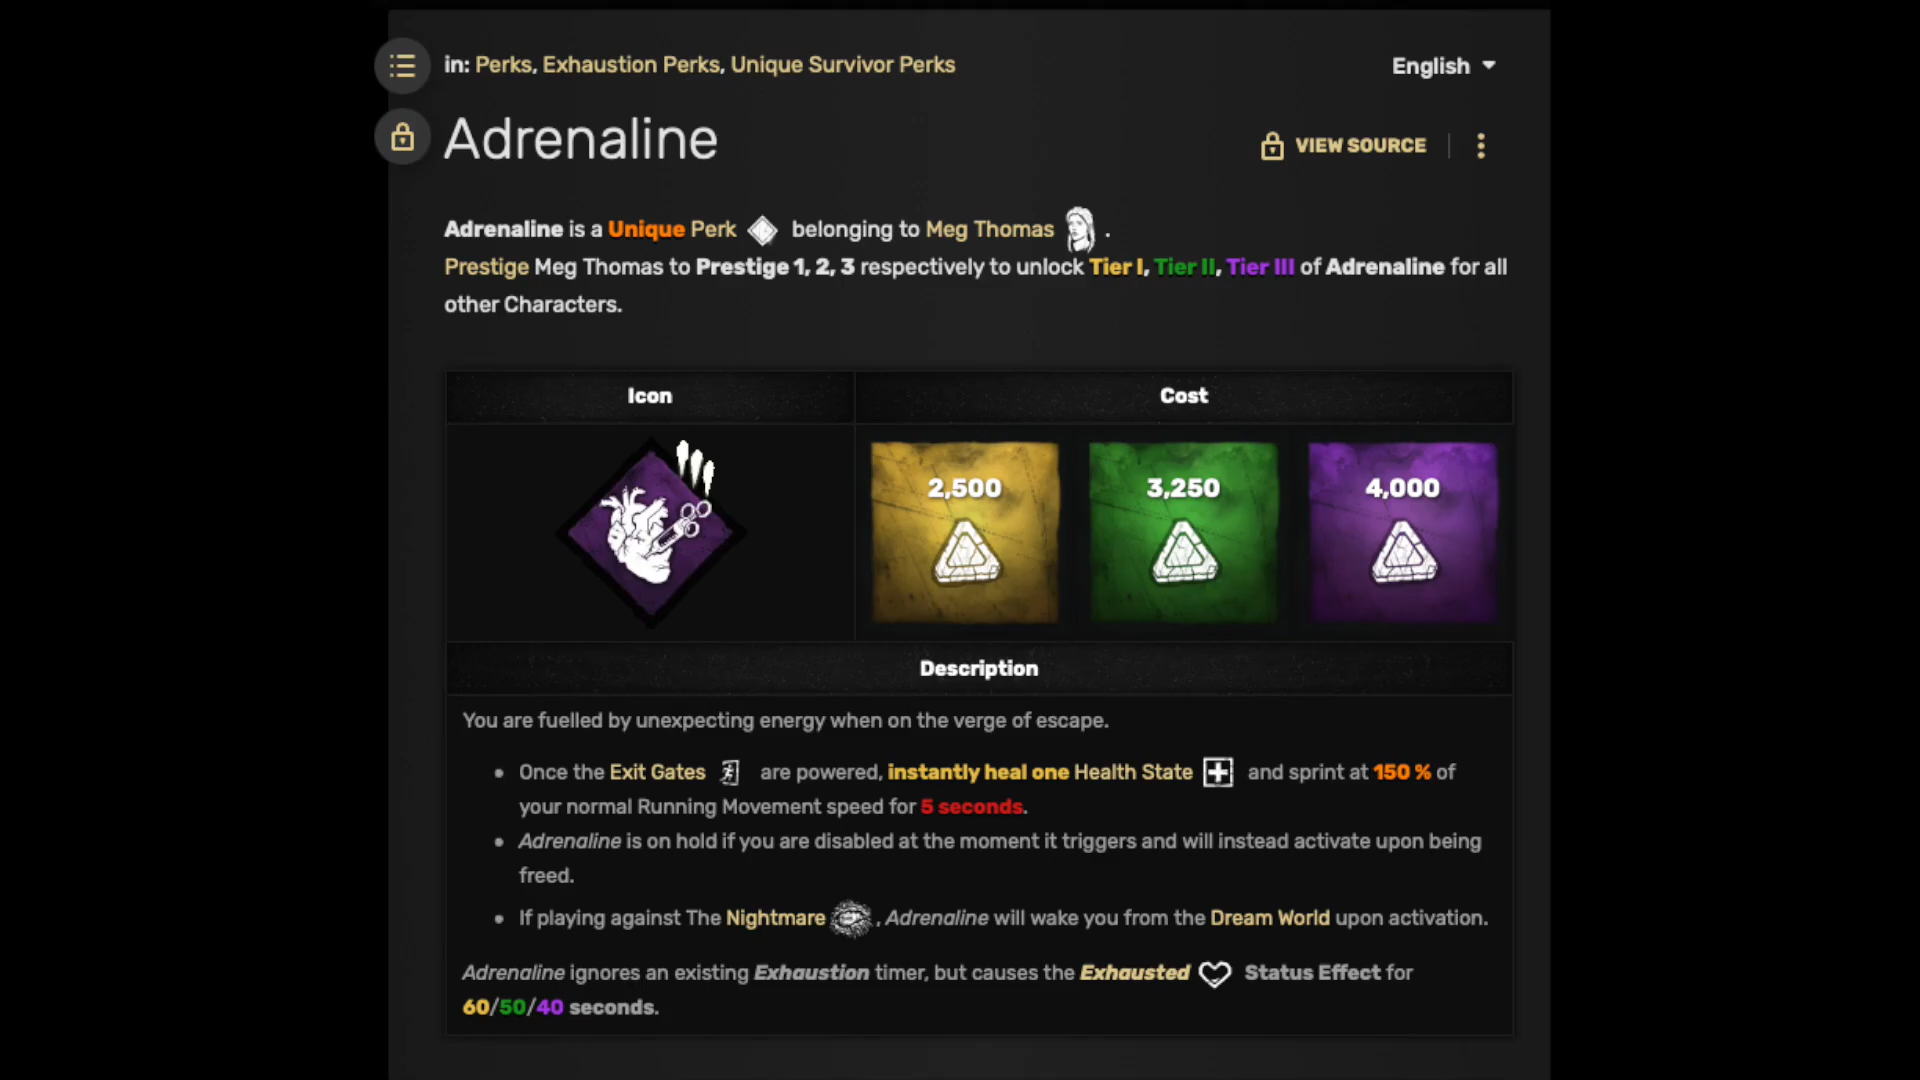 in: Perks, Exhaustion Perks, Unique Survivor Perks
English
Adrenaline
VIEW SOURCE
Adrenaline is a Unique Perk belonging to Meg Thomas .
Prestige Meg Thomas to Prestige 1, 2, 3 respectively to unlock Tier I, Tier II, Tier III of Adrenaline for all
other Characters.
Icon
Cost
2,500
3,250
4,000
Description
You are fuelled by unexpecting energy when on the verge of escape.
• Once the Exit Gates are powered, instantly heal one Health State and sprint at 150 % of
your normal Running Movement speed for 5 seconds.
• Adrenaline is on hold if you are disabled at the moment it triggers and will instead activate upon being
freed.
• If playing against The Nightmare , Adrenaline will wake you from the Dream World upon activation.
Adrenaline ignores an existing Exhaustion timer, but causes the Exhausted Status Effect for
60/50/40 seconds.